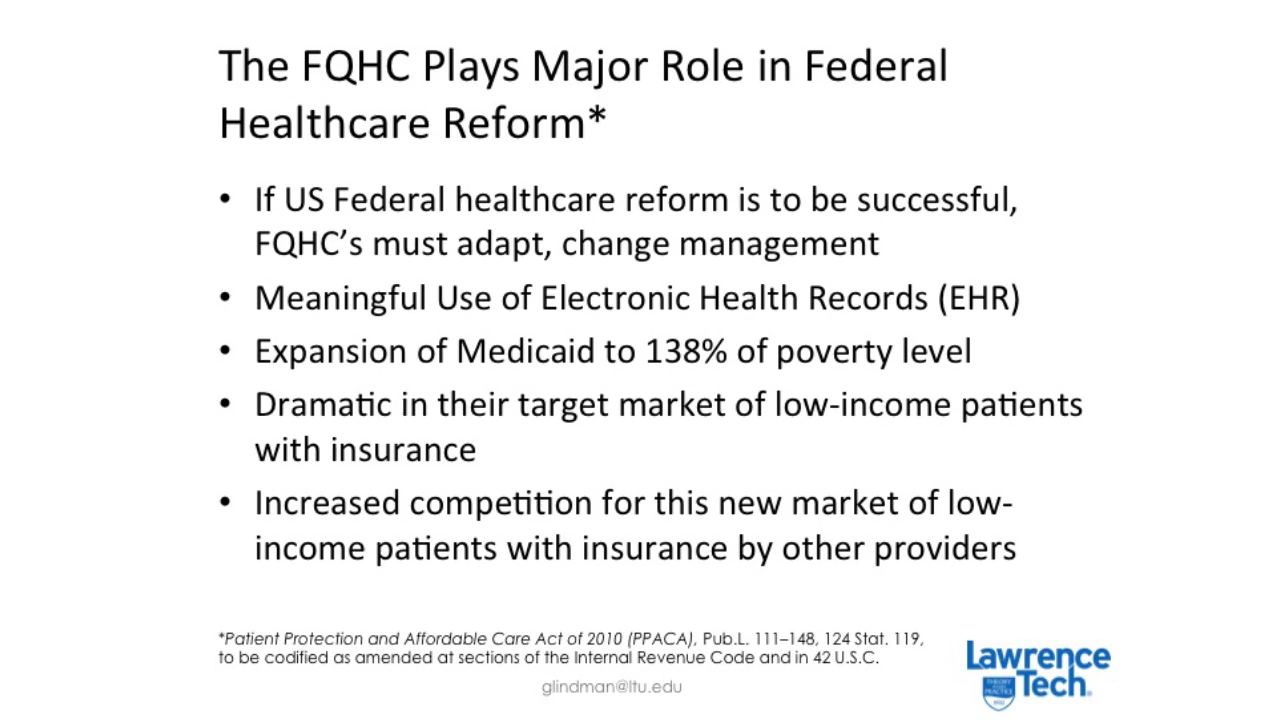 The FQHC Plays Major Role in Federal
Healthcare Reform*
• If US Federal healthcare reform is to be successful,
FQHC’s must adapt, change management
• Meaningful Use of Electronic Health Records (EHR)
• Expansion of Medicaid to 138% of poverty level
• Dramatic in their target market of low-income patients
with insurance
• Increased competition for this new market of low-
income patients with insurance by other providers
*Patient Protection and Affordable Care Act of 2010 (PPACA), Pub.L. 111–148, 124 Stat. 119,
to be codified as amended at sections of the Internal Revenue Code and in 42 U.S.C.
glindman@ltu.edu
Lawrence
Tech